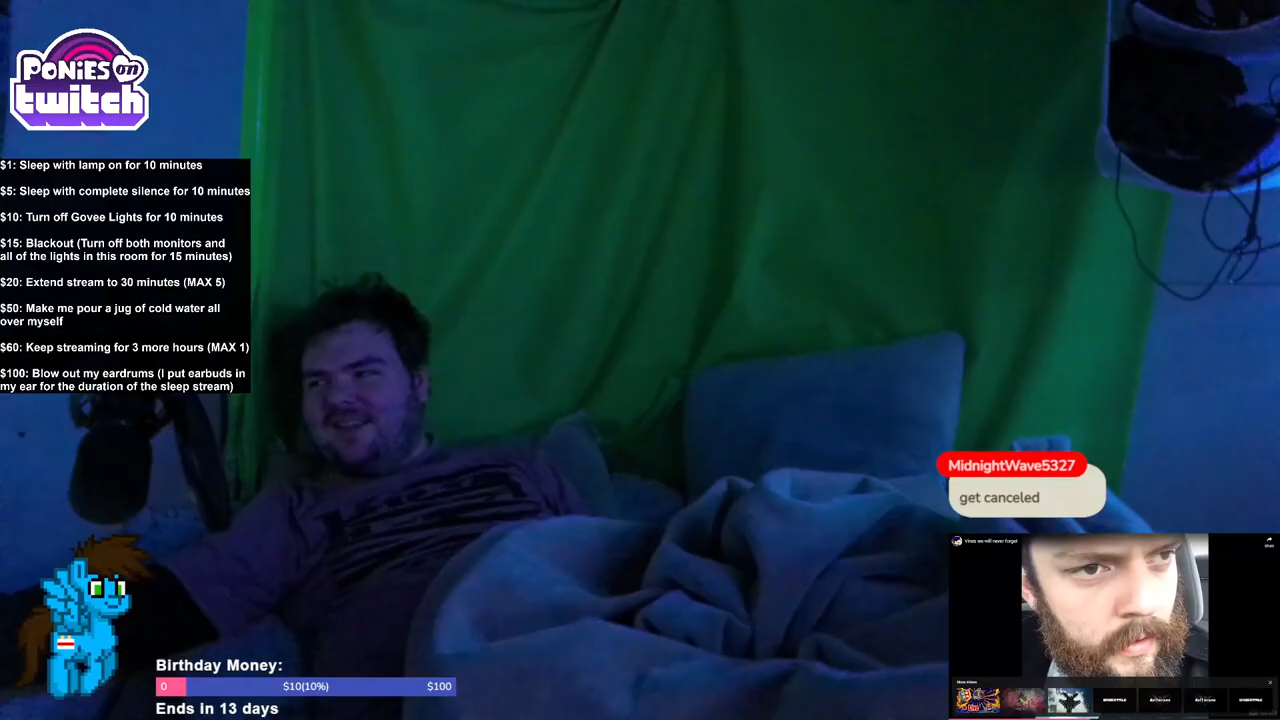 PONiES on
twitch
$1: Sleep with lamp on for 10 minutes
$5: Sleep with complete silence for 10 minutes
$10: Turn off Govee Lights for 10 minutes
$15: Blackout (Turn off both monitors and
all of the lights in this room for 15 minutes)
$20: Extend stream to 30 minutes (MAX 5)
$50: Make me pour a jug of cold water all
over myself
$60: Keep streaming for 3 more hours (MAX 1)
$100: Blow out my eardrums (I put earbuds in
my ear for the duration of the sleep stream)
MidnightWave5327
get canceled
Vines we will never forget
More videos
Birthday Money:
0 $10(10%) $100
Ends in 13 days